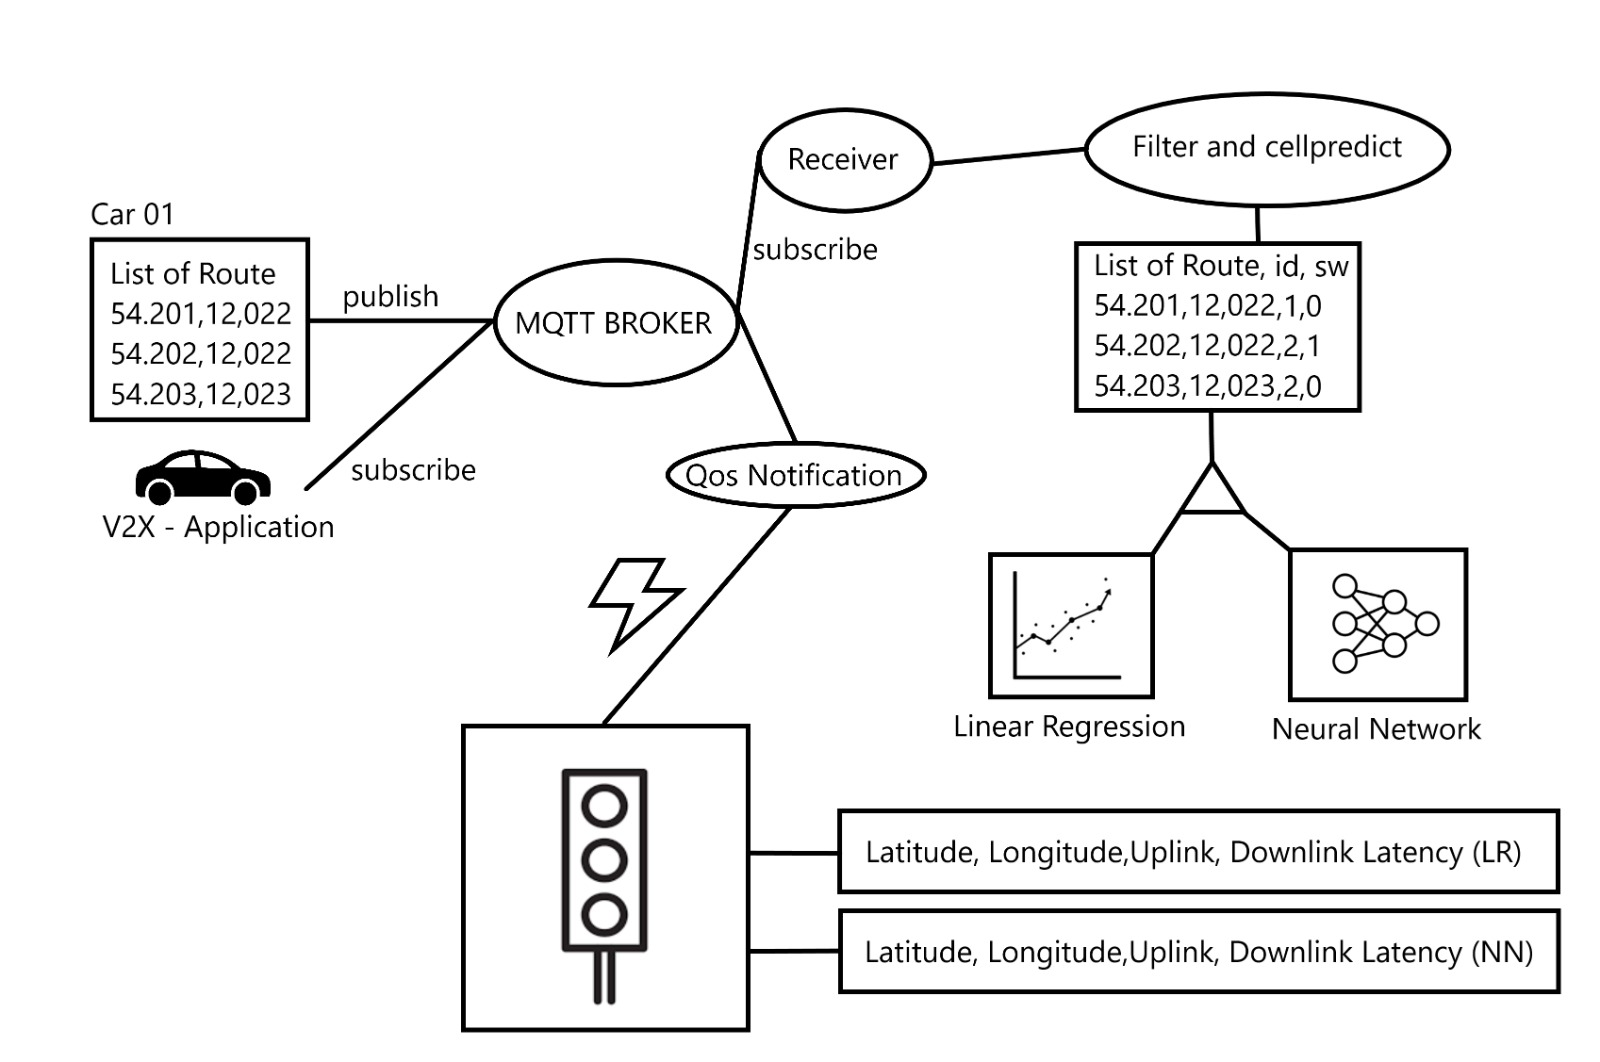 Car 01
List of Route
54.201,12,022
54.202,12,022
54.203,12,023
V2X - Application
publish
subscribe
MQTT BROKER
subscribe
Receiver
Filter and cellpredict
List of Route, id, sw
54.201,12,022,1,0
54.202,12,022,2,1
54.203,12,023,2,0
Qos Notification
Linear Regression
Neural Network
Latitude, Longitude,Uplink, Downlink Latency (LR)
Latitude, Longitude,Uplink, Downlink Latency (NN)